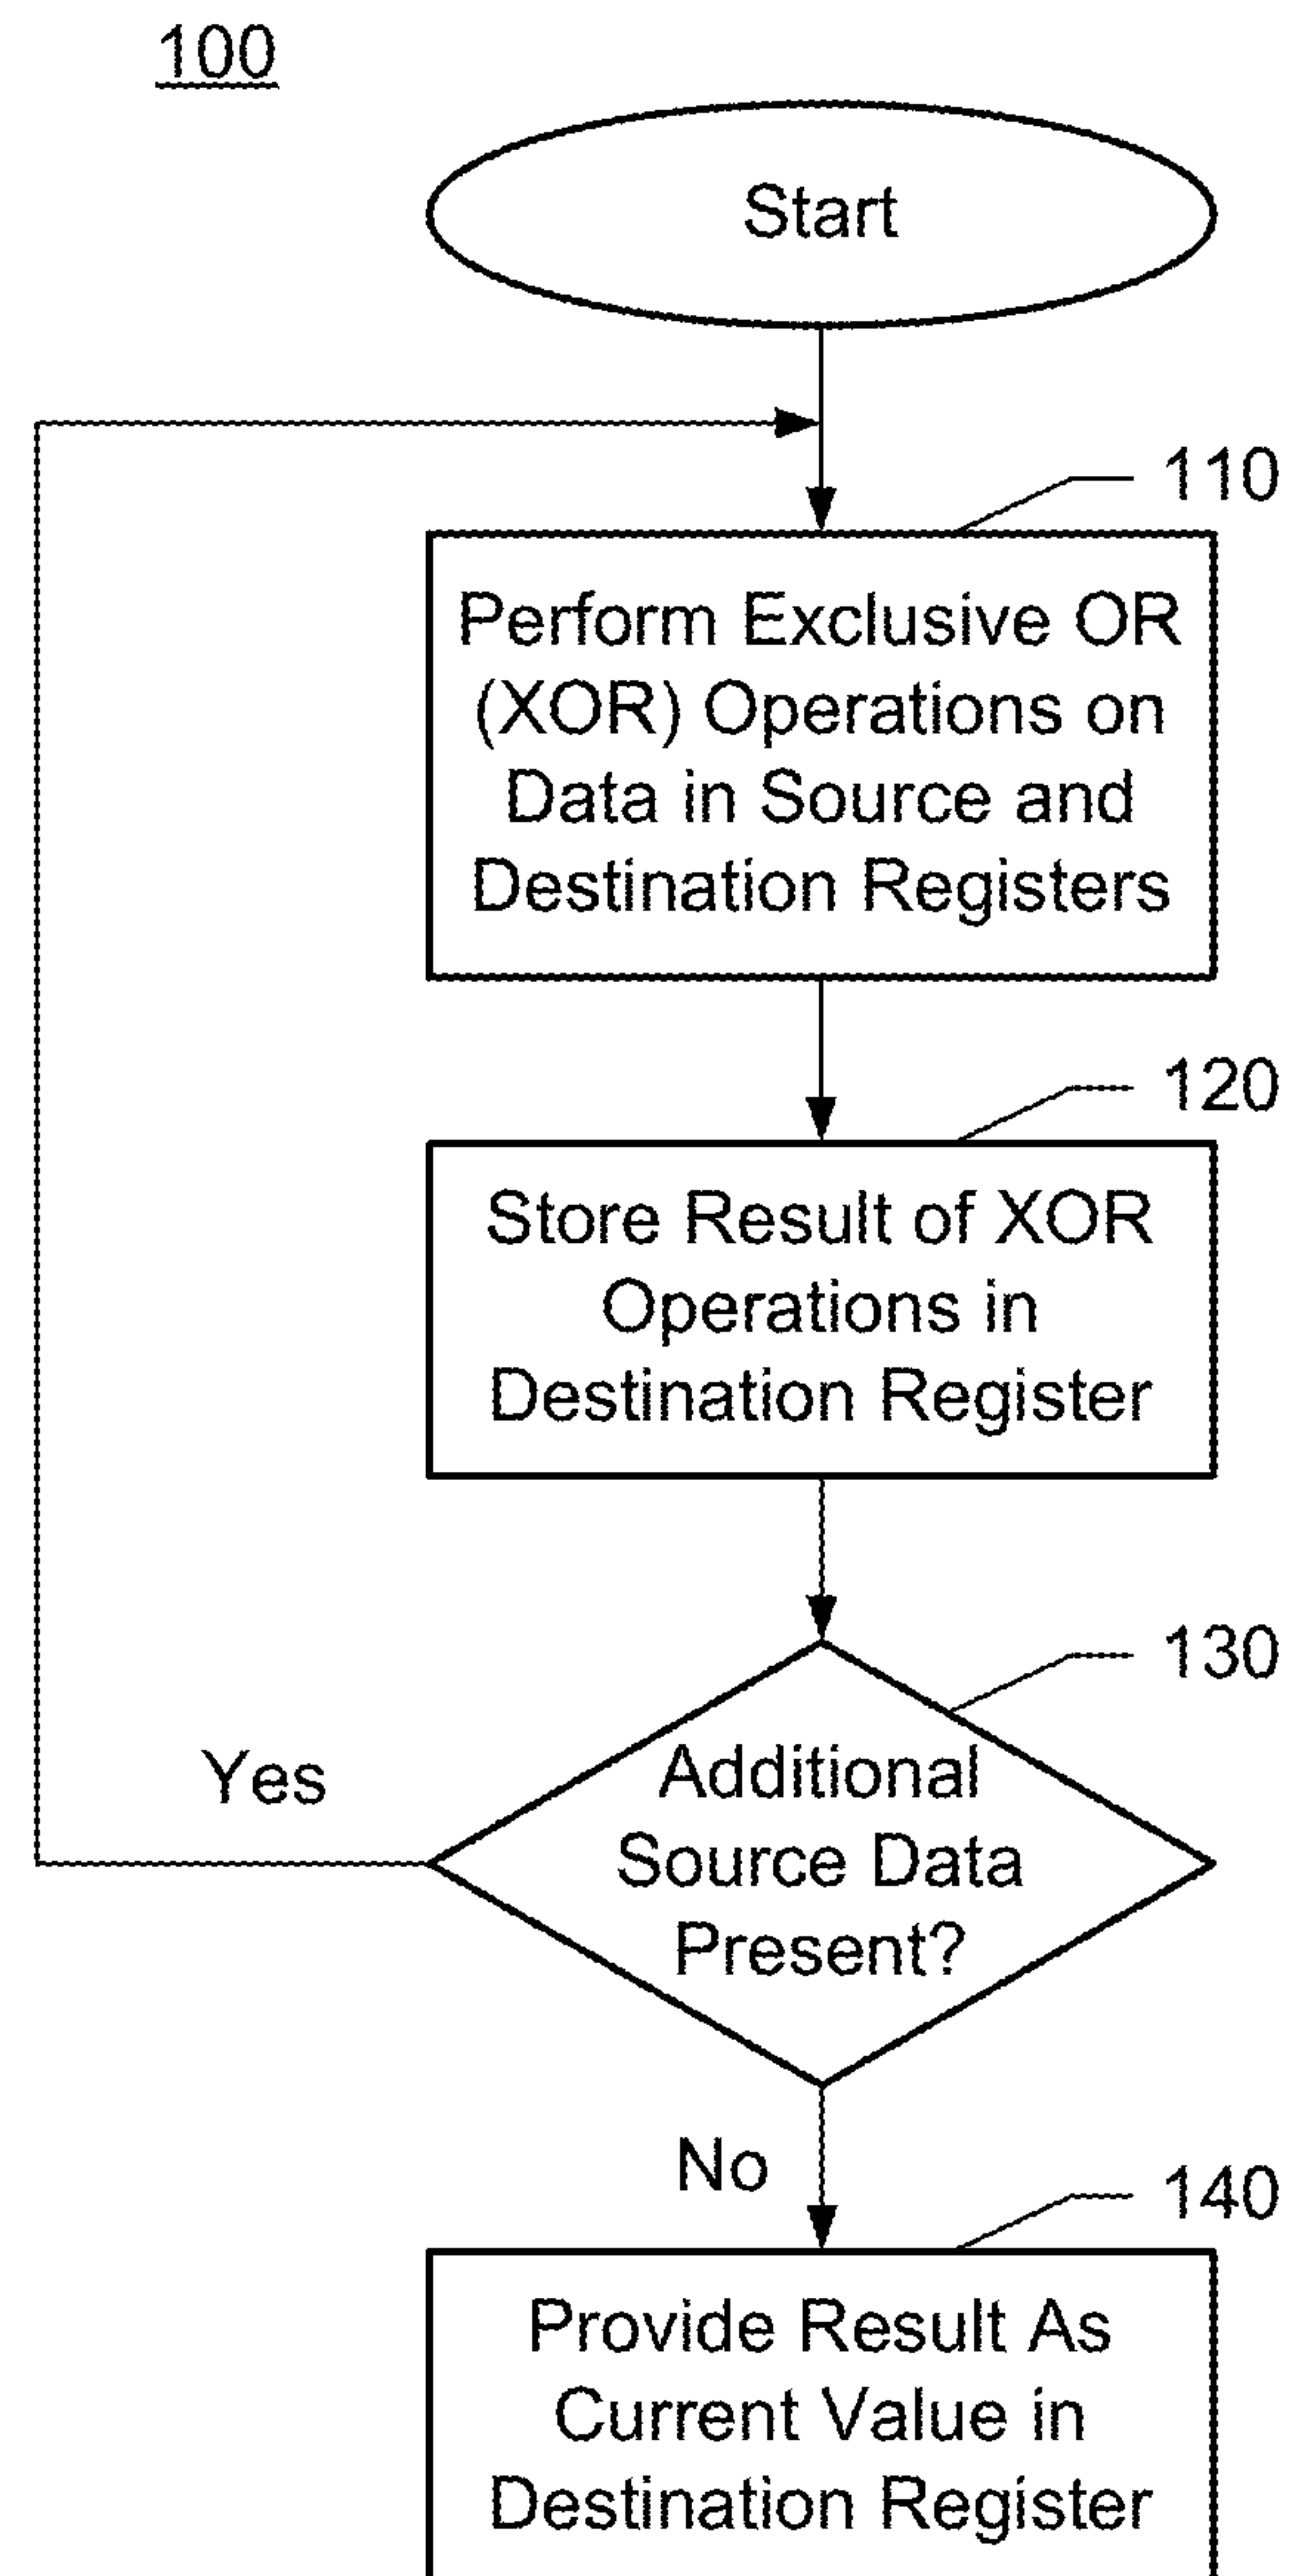 100
Start
110
Perform Exclusive OR
(XOR) Operations on
Data in Source and
Destination Registers
120
Store Result of XOR
Operations in
Destination Register
130
Additional
Source Data
Present?
Yes
No
140
Provide Result As
Current Value in
Destination Register